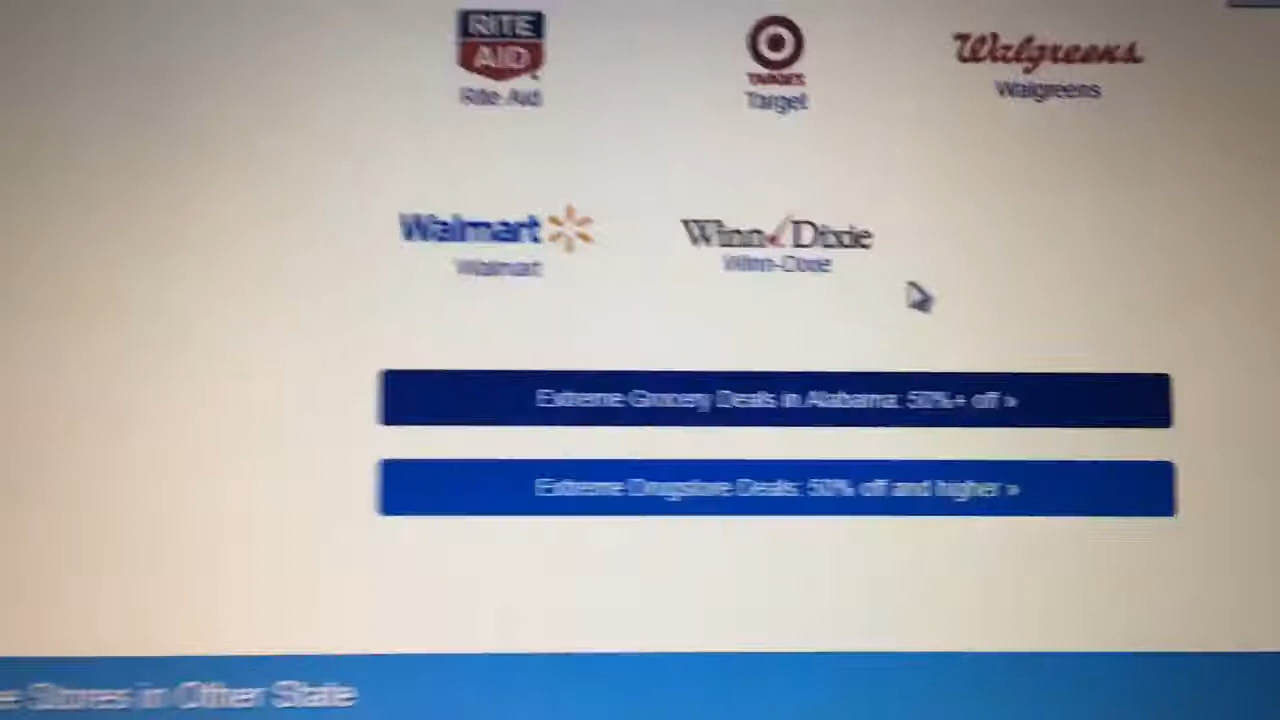 RITE AID
Rite Aid
TARGET
Target
Walgreens
Walgreens
Walmart
Walmart
Winn Dixie
Winn-Dixie
Extreme Grocery Deals in Alabama: 50%+ off »
Extreme Drugstore Deals: 50% off and higher »
e Stores in Other State